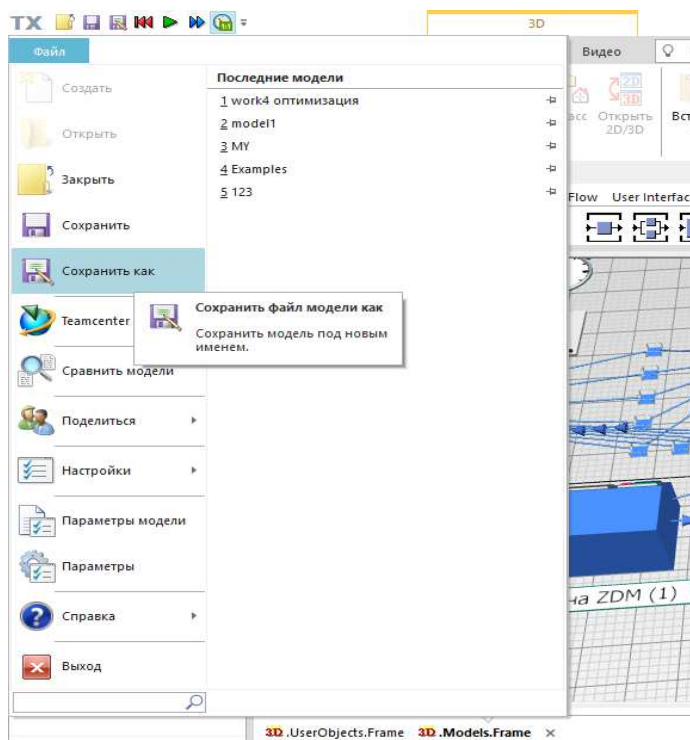 TX
3D
Файл
Видео
Создать
Открыть
Закрыть
Сохранить
Сохранить как
Teamcenter
Сравнить модели
Поделиться
Настройки
Параметры модели
Параметры
Справка
Выход
Последние модели
1 work4 оптимизация
2 model1
3 MY
4 Examples
5 123
Сохранить файл модели как
Сохранить модель под новым
именем.
2D
3D
асс Открыть
2D/3D
Вст
Flow User Interfac
на ZDM (1)
3D .UserObjects.Frame 3D .Models.Frame ×